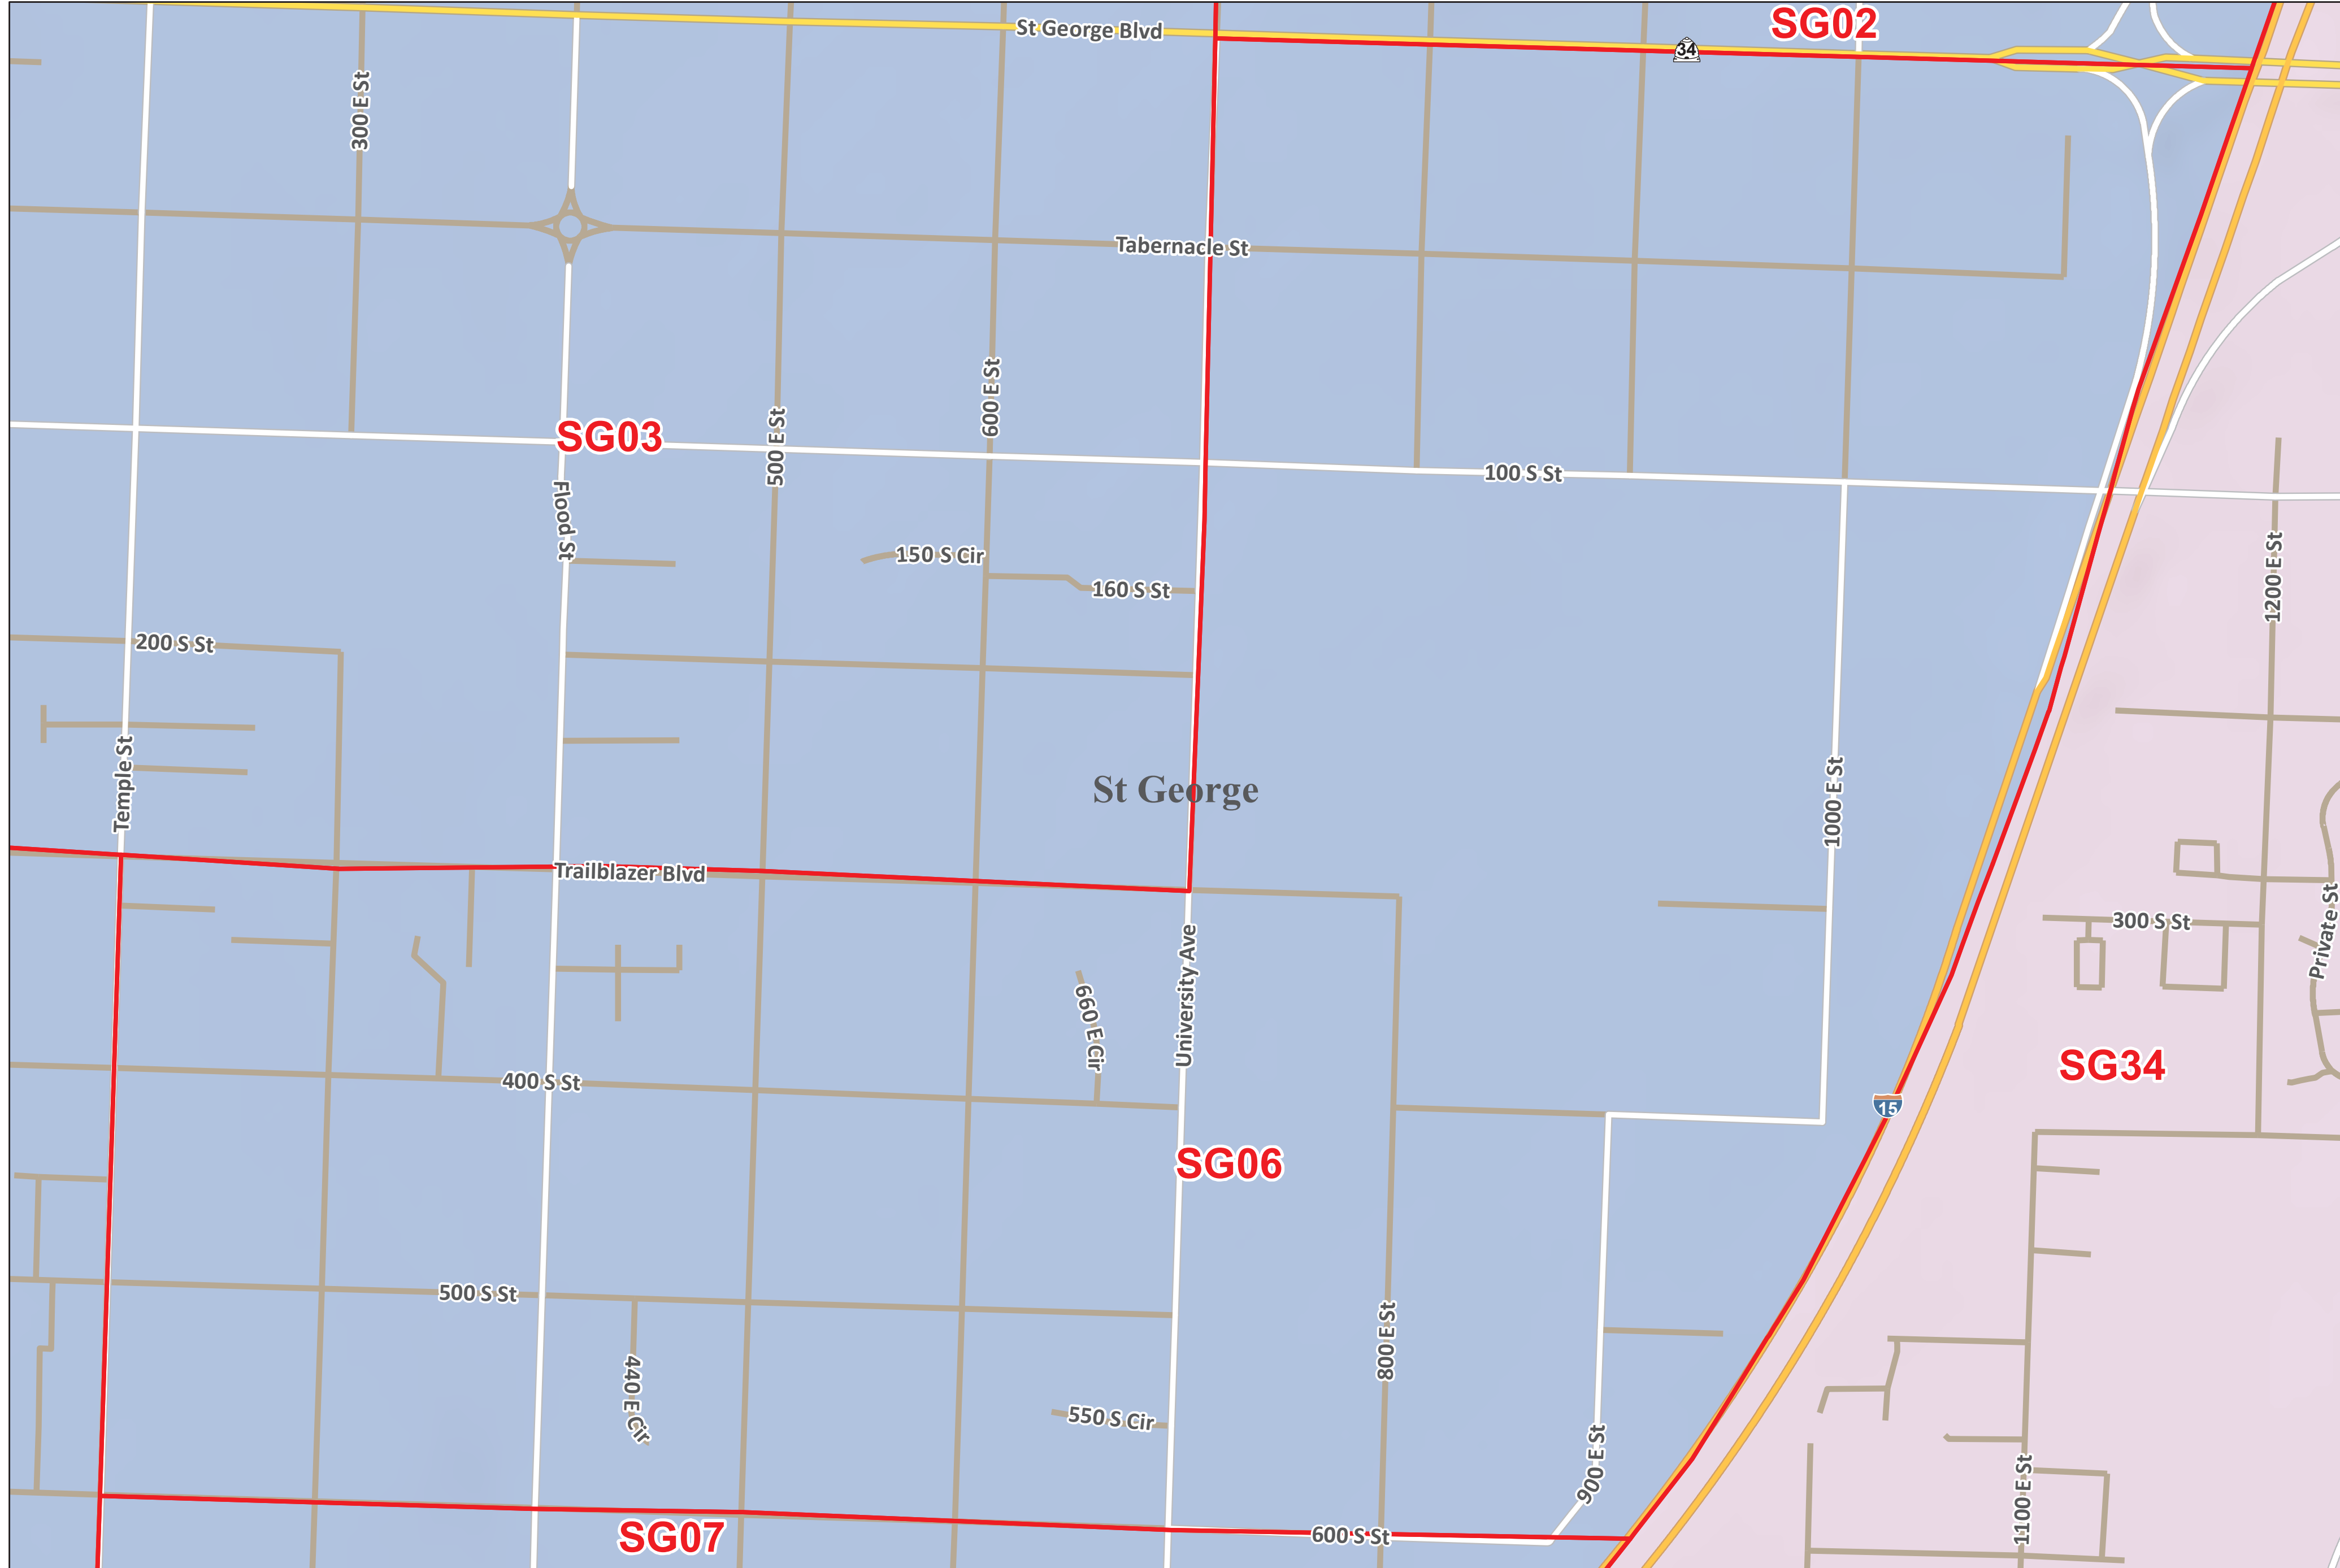 SG02
St George Blvd
34
300 E St
Tabernacle St
600 E St
SG03
500 E St
100 S St
Flood St
150 S Cir
160 S St
1200 E St
200 S St
Temple St
St George
1000 E St
Trailblazer Blvd
300 S St
Private St
University Ave
660 E Cir
400 S St
SG34
15
SG06
500 S St
800 E St
440 E Cir
550 S Cir
900 E St
1100 E St
SG07
600 S St